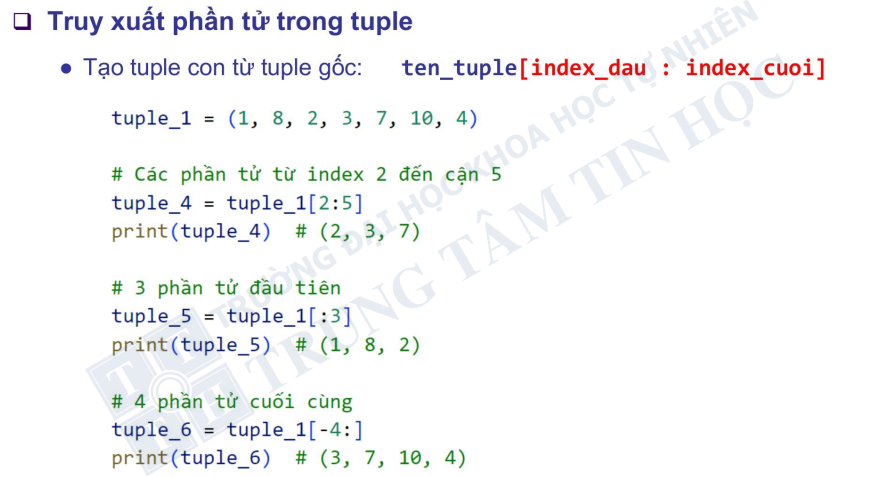 Truy xuất phần tử trong tuple
Tạo tuple con từ tuple gốc: ten_tuple[index_dau : index_cuoi]
tuple_1 = (1, 8, 2, 3, 7, 10, 4)
# Các phần tử từ index 2 đến cận 5
tuple_4 = tuple_1[2:5]
print(tuple_4)  # (2, 3, 7)
# 3 phần tử đầu tiên
tuple_5 = tuple_1[:3]
print(tuple_5)  # (1, 8, 2)
# 4 phần tử cuối cùng
tuple_6 = tuple_1[-4:]
print(tuple_6)  # (3, 7, 10, 4)
TRƯỜNG ĐẠI HỌC KHOA HỌC TỰ NHIÊN
TRUNG TÂM TIN HỌC